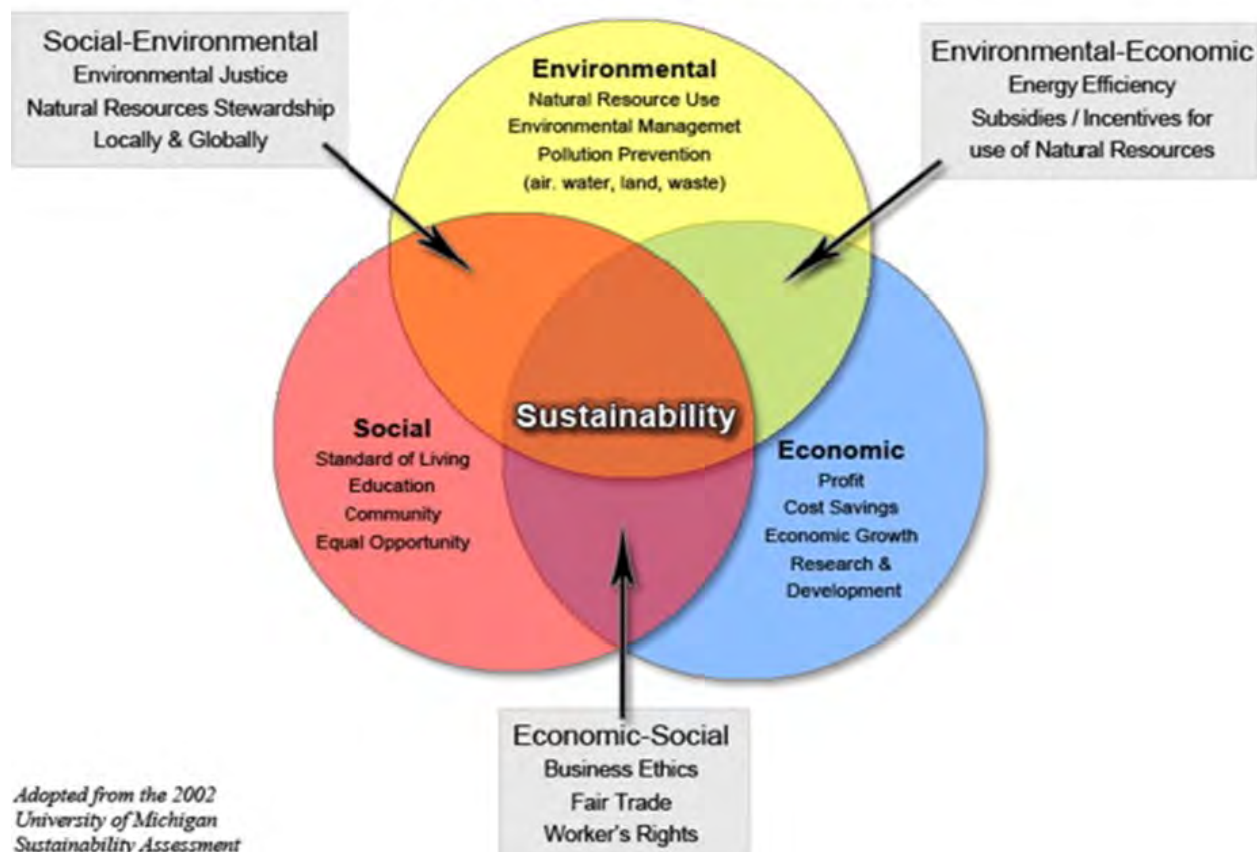 Social-Environmental
Environmental Justice
Natural Resources Stewardship
Locally & Globally
Environmental
Natural Resource Use
Environmental Managemet
Pollution Prevention
(air. water, land, waste)
Environmental-Economic
Energy Efficiency
Subsidies / Incentives for
use of Natural Resources
Sustainability
Social
Standard of Living
Education
Community
Equal Opportunity
Economic
Profit
Cost Savings
Economic Growth
Research &
Development
Economic-Social
Business Ethics
Fair Trade
Worker's Rights
Adopted from the 2002
University of Michigan
Sustainability Assessment